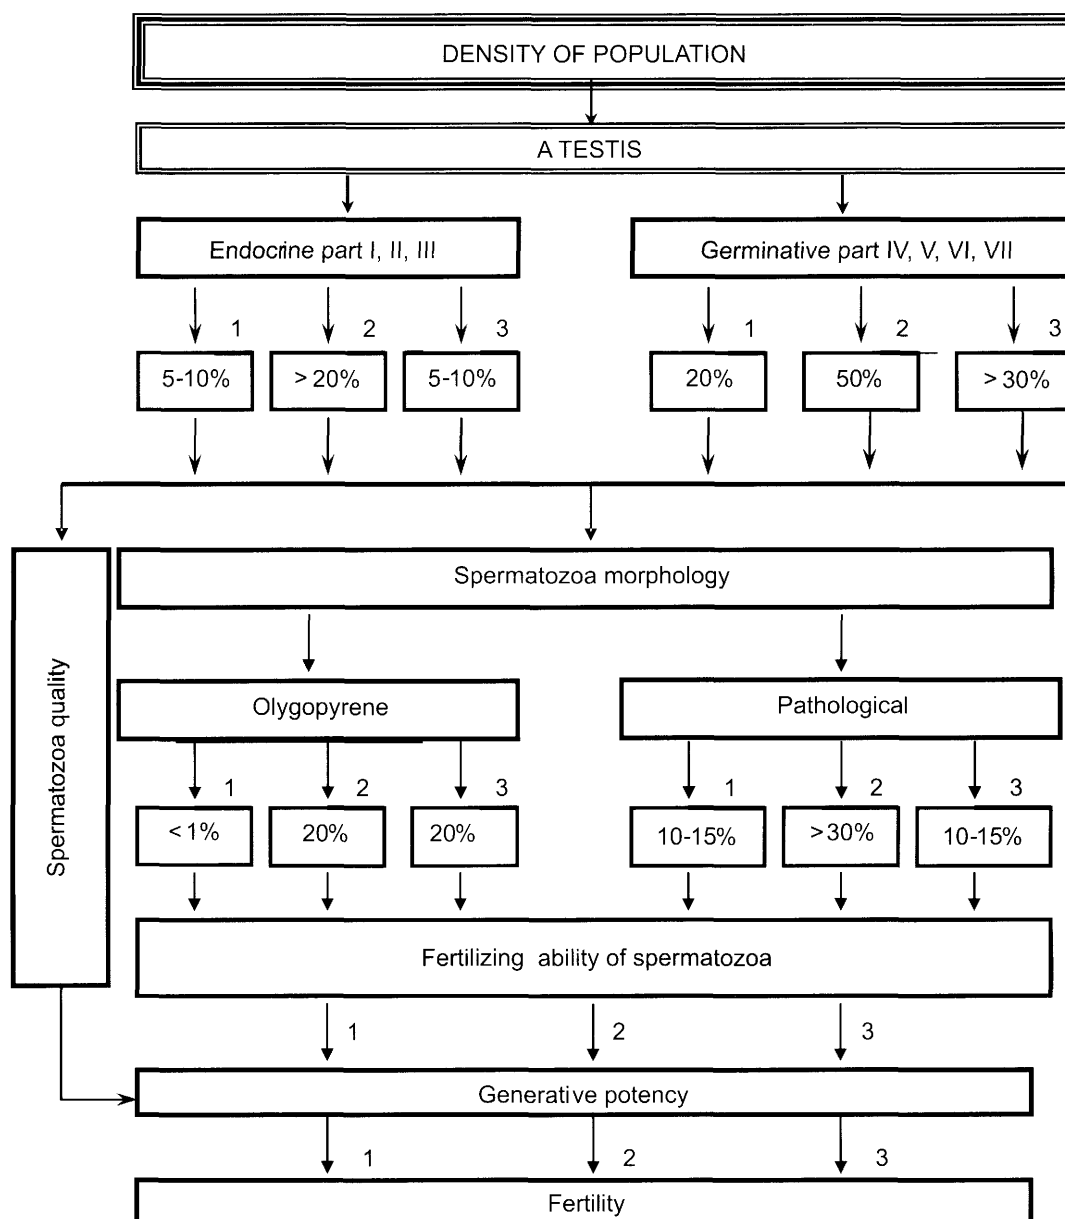 DENSITY OF POPULATION
A TESTIS
Endocrine part I, II, III
Germinative part IV, V, VI, VII
1 2 3 1 2 3
5-10% >20% 5-10% 20% 50% >30%
Spermatozoa quality
Spermatozoa morphology
Olygopyrene
Pathological
1 2 3 1 2 3
<1% 20% 20% 10-15% >30% 10-15%
Fertilizing ability of spermatozoa
1 2 3
Generative potency
1 2 3
Fertility